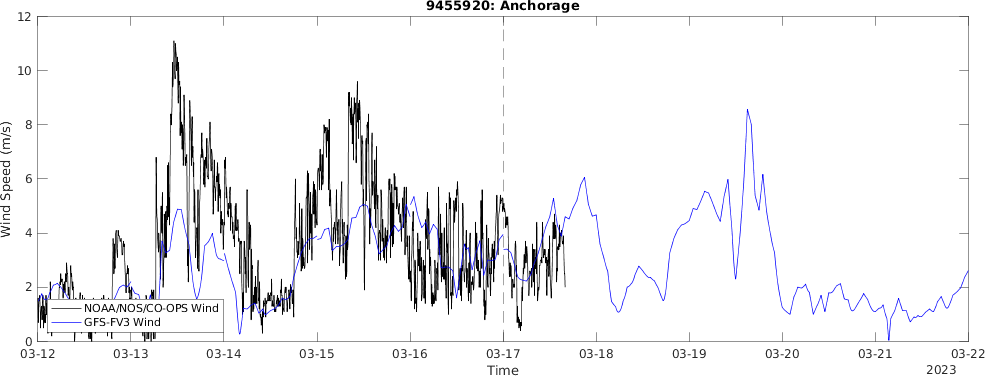 9455920: Anchorage
12
10
8
6
4
2
0
Wind Speed (m/s)
NOAA/NOS/CO-OPS Wind
GFS-FV3 Wind
03-12 03-13 03-14 03-15 03-16 03-17 03-18 03-19 03-20 03-21 03-22
Time
2023